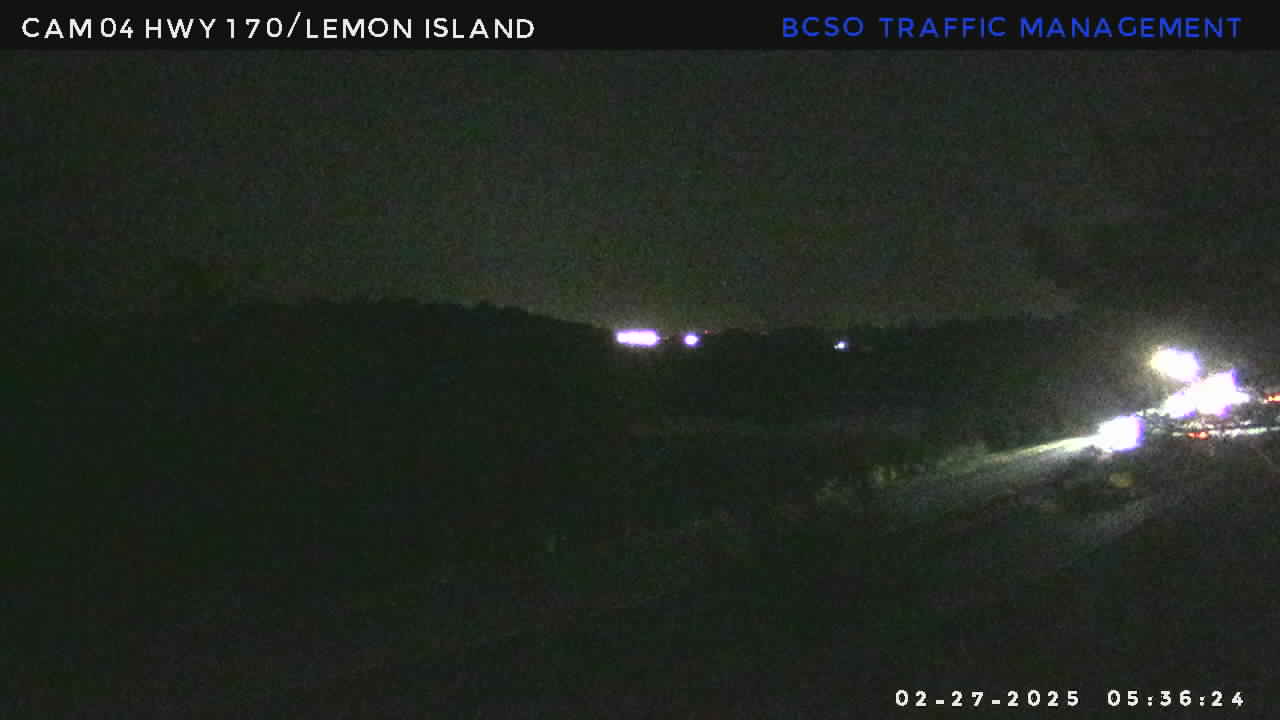 CAM04 HWY 170/LEMON ISLAND
BCSO TRAFFIC MANAGEMENT
02-27-2025 05:36:24